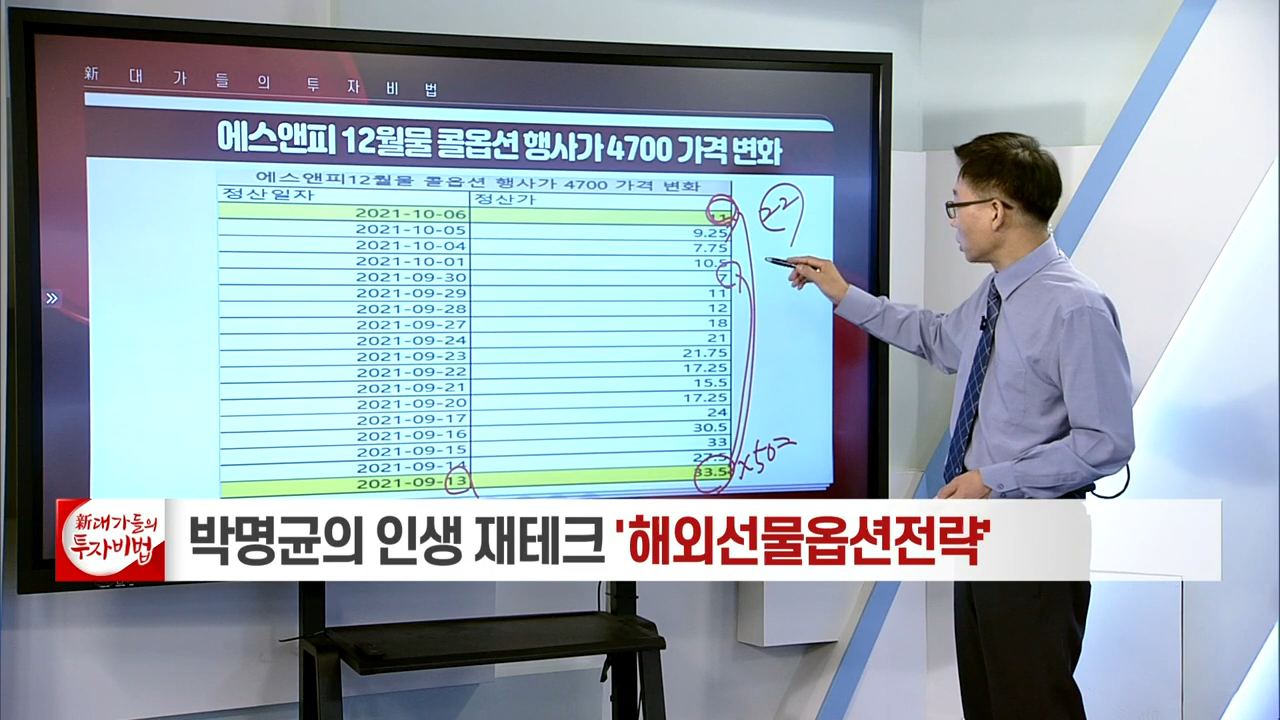 新 대 가 들 의 투 자 비 법
에스앤피 12월물 콜옵션 행사가 4700 가격 변화
에스앤피12월물 콜옵션 행사가 4700 가격 변화
정산일자 정산가
2021-10-06 11
2021-10-05 9.25
2021-10-04 7.75
2021-10-01 10.5
2021-09-30 7
2021-09-29 11
2021-09-28 12
2021-09-27 18
2021-09-24 21
2021-09-23 21.75
2021-09-22 17.25
2021-09-21 15.5
2021-09-20 17.25
2021-09-17 24
2021-09-16 30.5
2021-09-15 33
2021-09-14 27.5
2021-09-13 33.5
22
×50=
新대가들의
투자비법
박명균의 인생 재테크 '해외선물옵션전략'